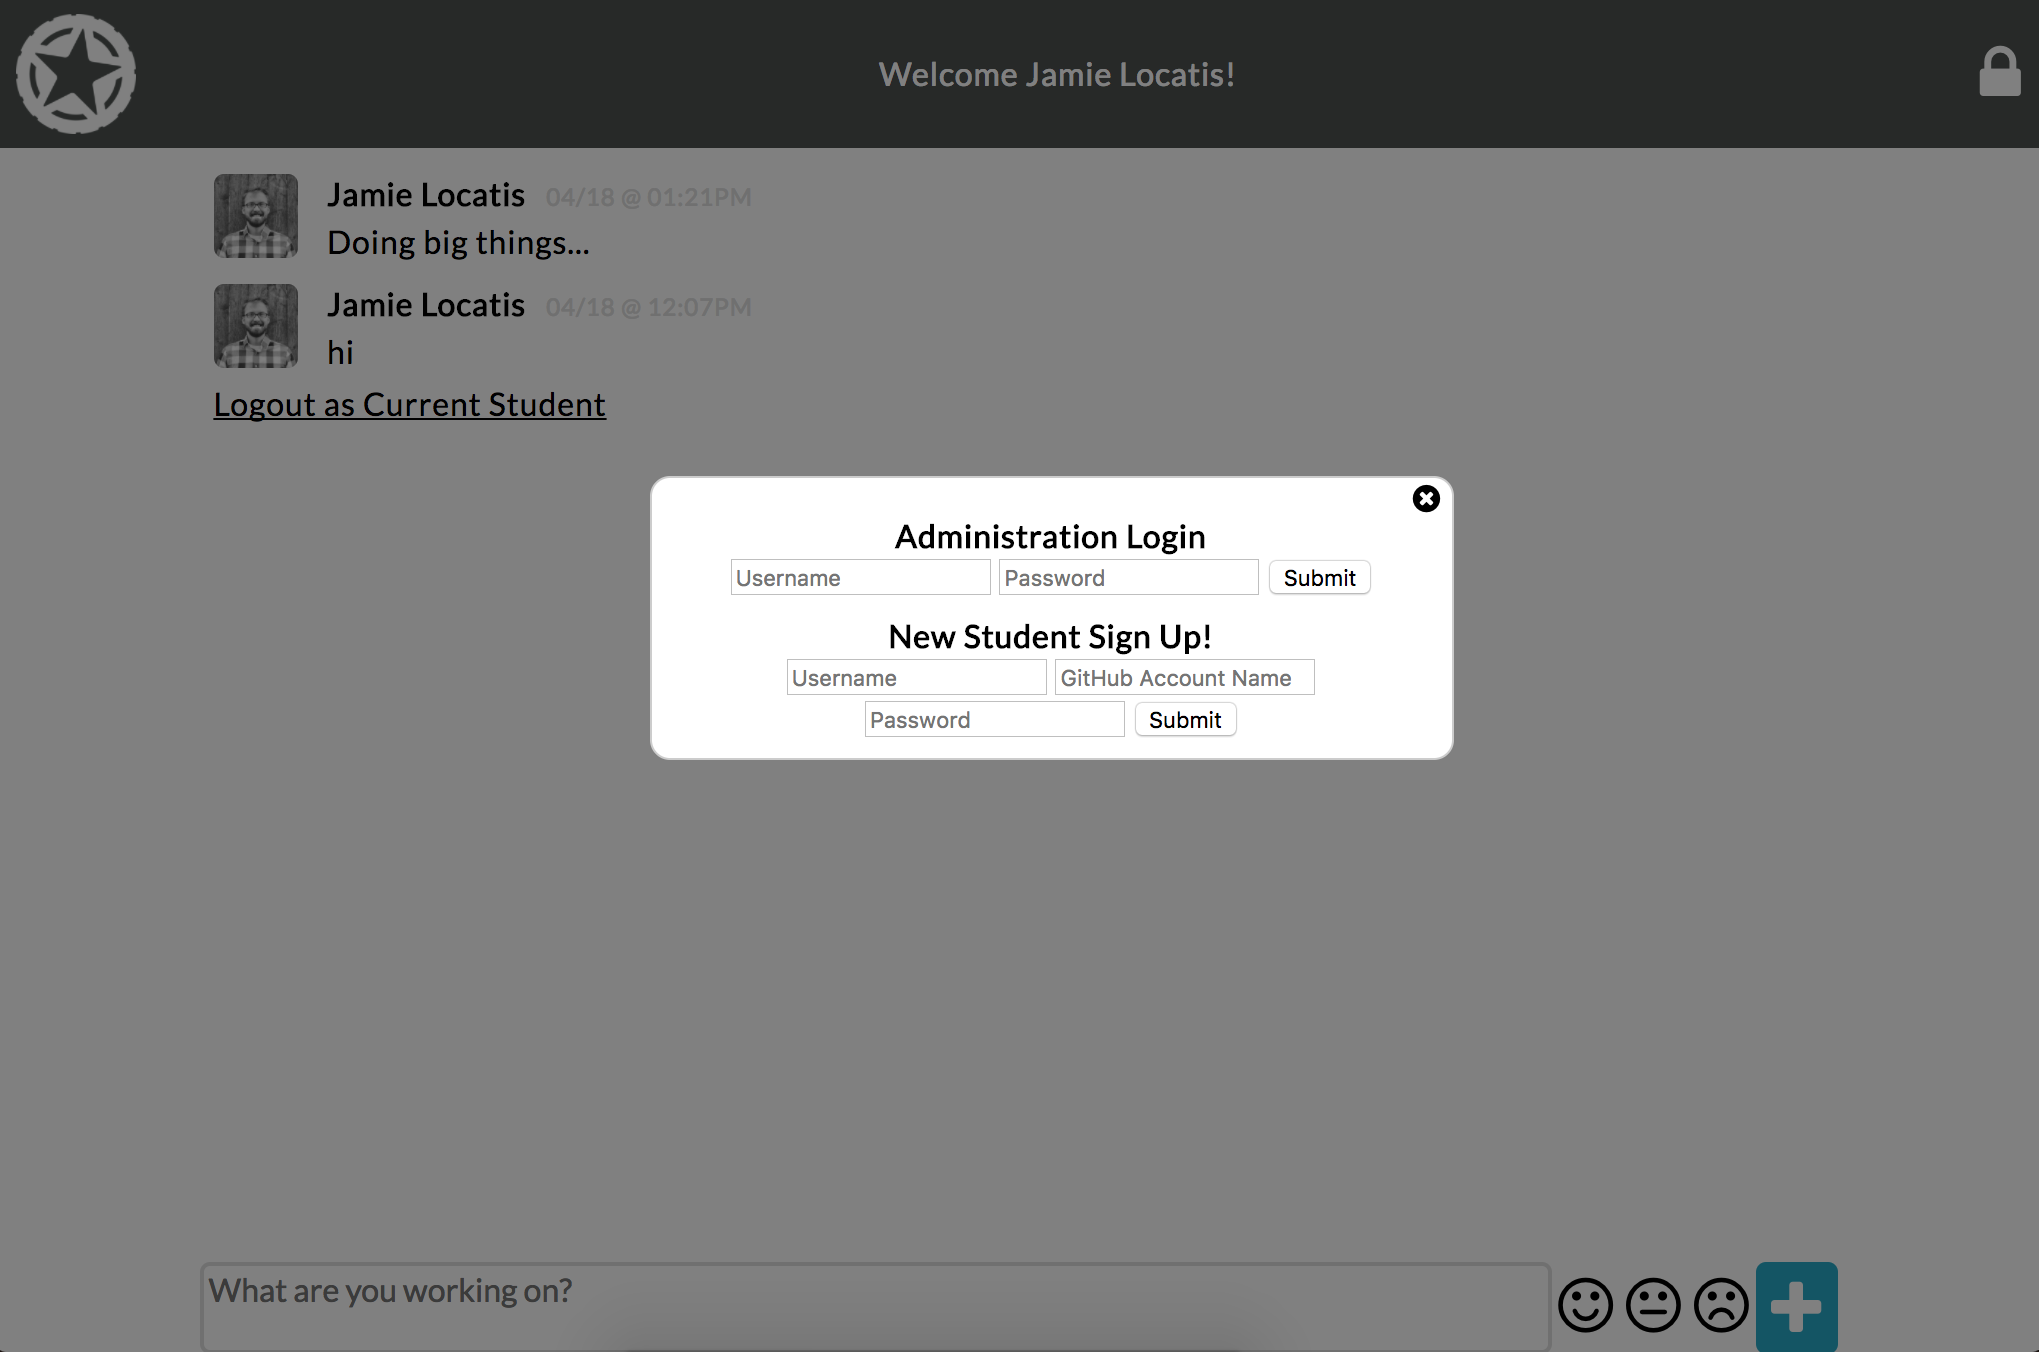 Welcome Jamie Locatis!
Jamie Locatis 04/18 @ 01:21PM
Doing big things...
Jamie Locatis 04/18 @ 12:07PM
hi
Logout as Current Student
Administration Login
Username Password Submit
New Student Sign Up!
Username GitHub Account Name
Password Submit
What are you working on?